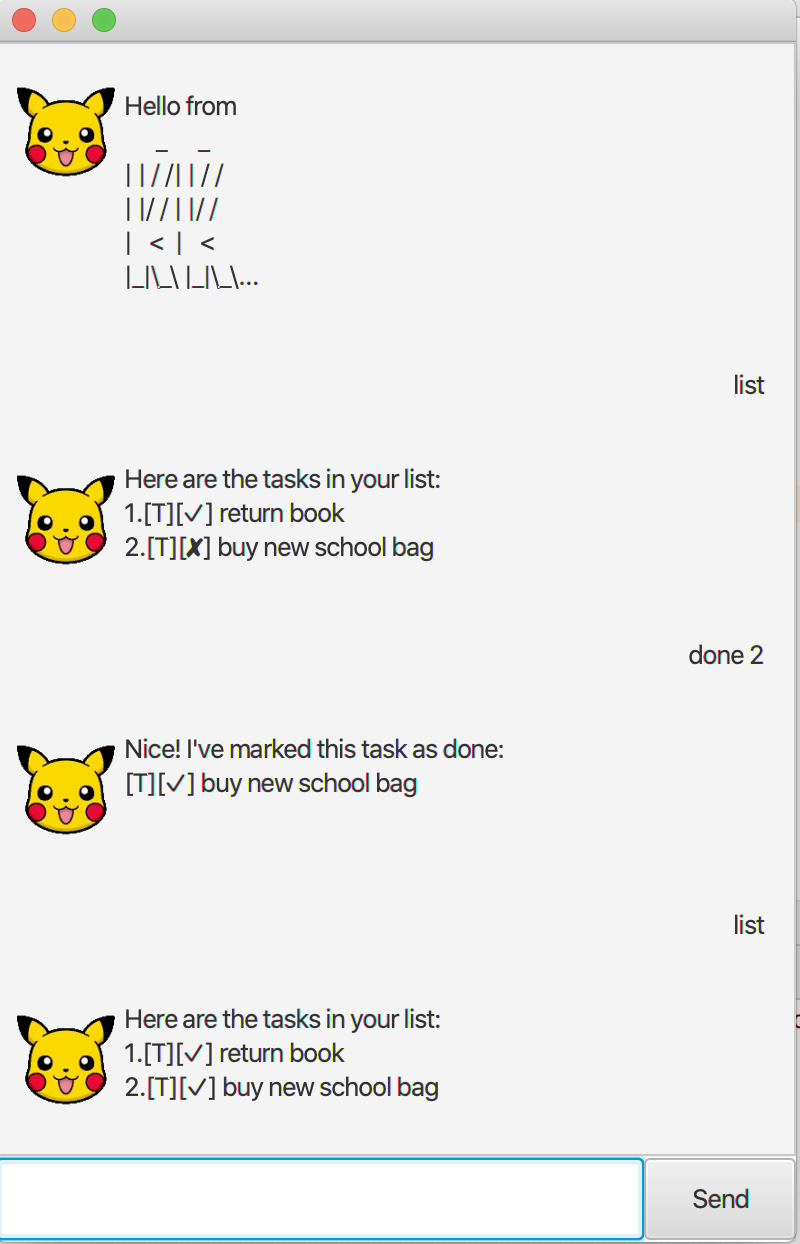 Hello from
_ _
| | / /| | / /
| |/ / | |/ /
| < | <
|_|\_\ |_|\_\...
list
Here are the tasks in your list:
1.[T][✓] return book
2.[T][✘] buy new school bag
done 2
Nice! I've marked this task as done:
[T][✓] buy new school bag
list
Here are the tasks in your list:
1.[T][✓] return book
2.[T][✓] buy new school bag
Send